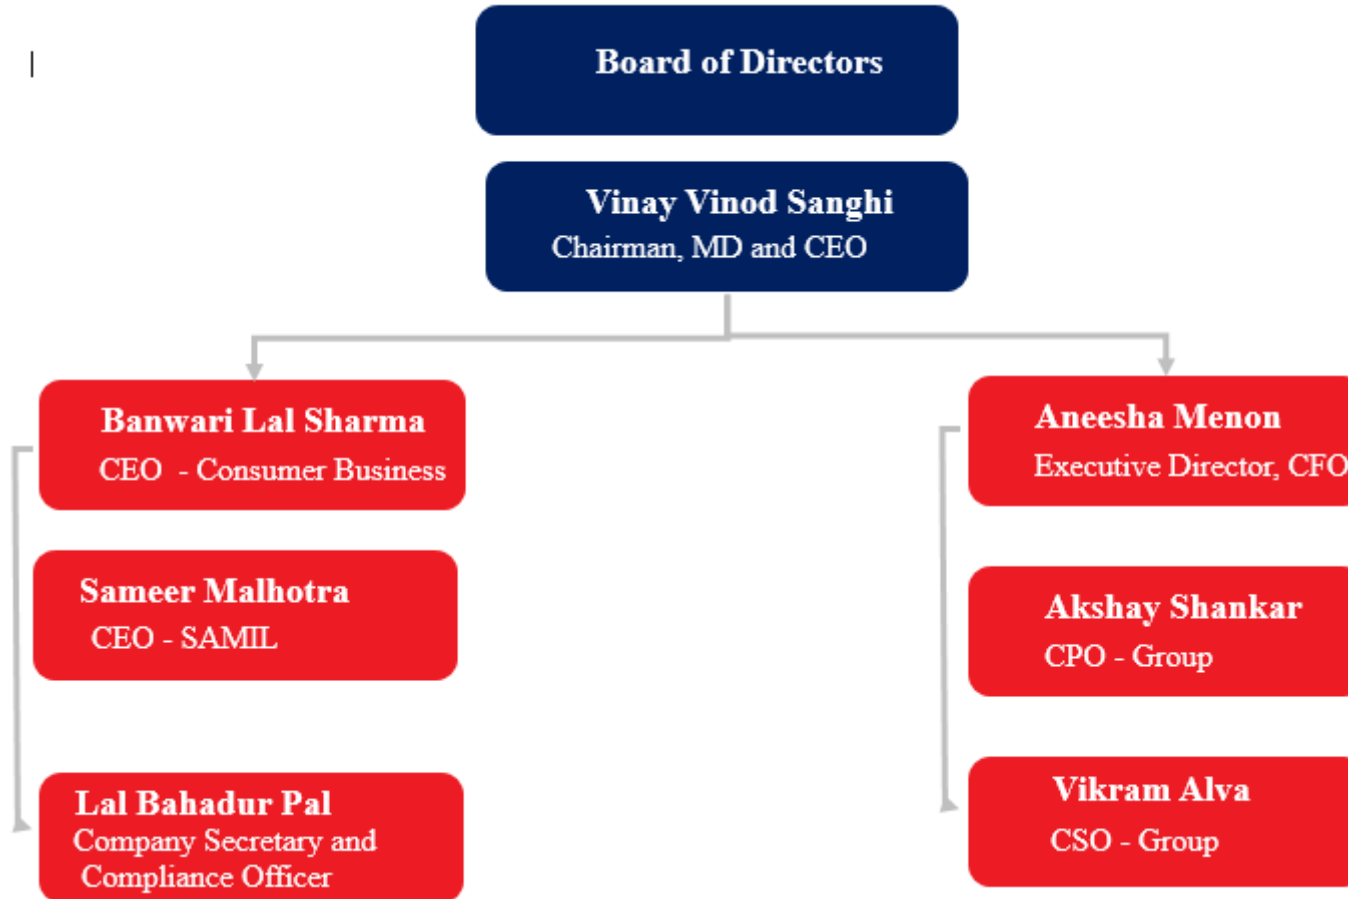 Board of Directors
Vinay Vinod Sanghi
Chairman, MD and CEO
Banwari Lal Sharma
CEO - Consumer Business
Aneesha Menon
Executive Director, CFO
Sameer Malhotra
CEO - SAMIL
Akshay Shankar
CPO - Group
Lal Bahadur Pal
Company Secretary and
Compliance Officer
Vikram Alva
CSO - Group